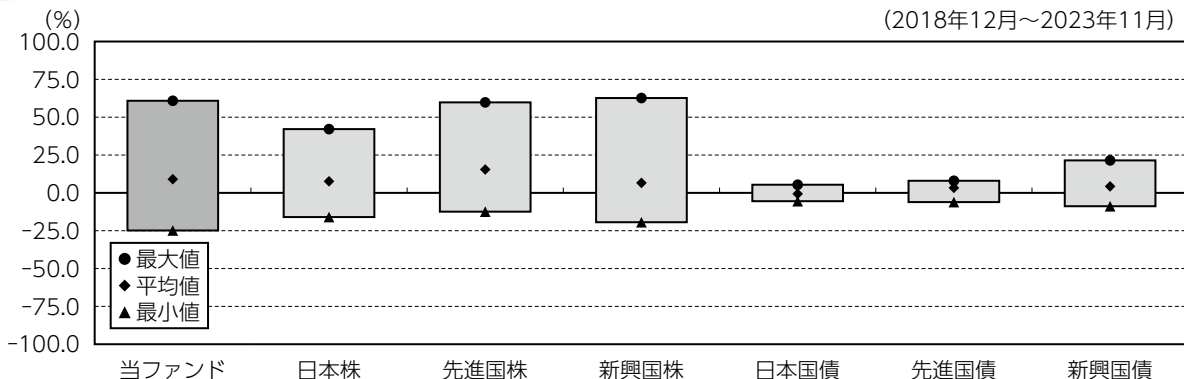 (%)
(2018年12月～2023年11月)
100.0
75.0
50.0
25.0
0.0
-25.0
-50.0
-75.0
-100.0
●最大値
◆平均値
▲最小値
当ファンド 日本株 先進国株 新興国株 日本国債 先進国債 新興国債